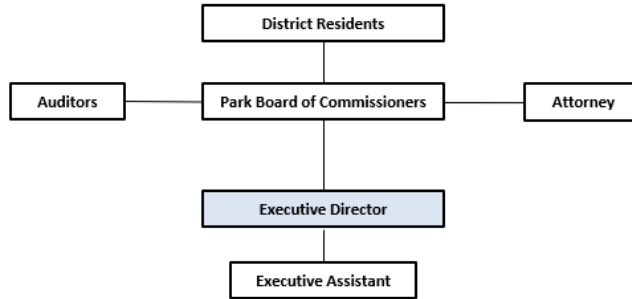 District Residents
Auditors
Park Board of Commissioners
Attorney
Executive Director
Executive Assistant